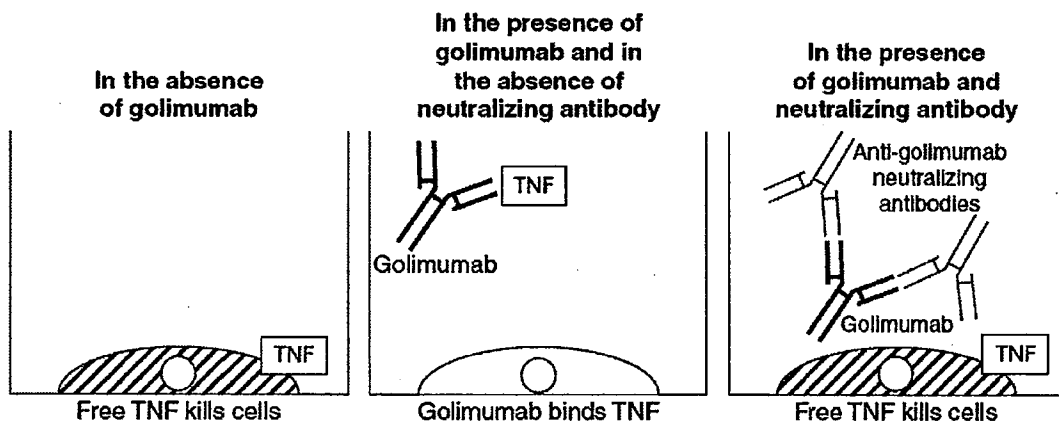 In the absence
of golimumab
TNF
Free TNF kills cells
In the presence of
golimumab and in
the absence of
neutralizing antibody
TNF
Golimumab
Golimumab binds TNF
In the presence
of golimumab and
neutralizing antibody
Anti-golimumab
neutralizing
antibodies
Golimumab
TNF
Free TNF kills cells